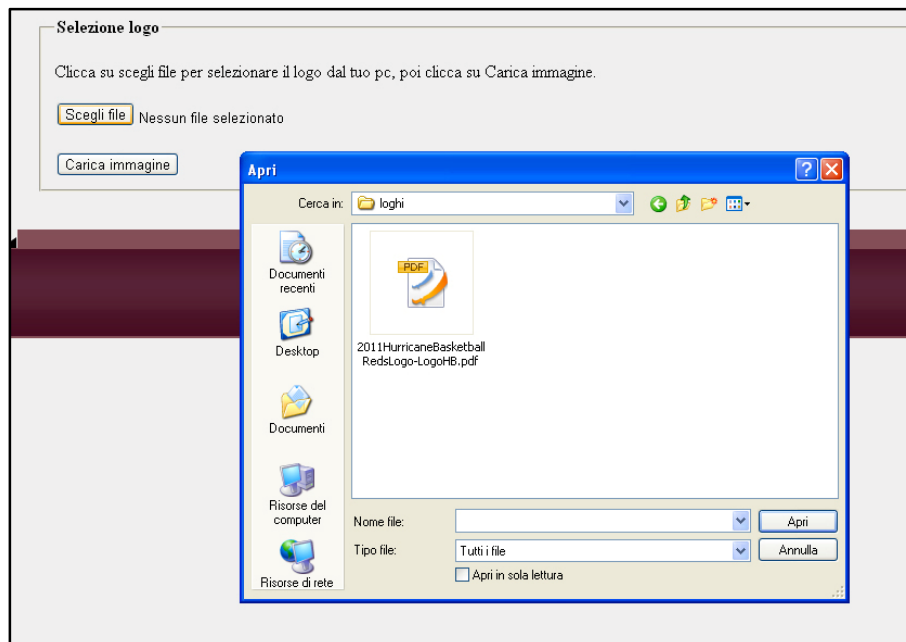 Selezione logo
Clicca su scegli file per selezionare il logo dal tuo pc, poi clicca su Carica immagine.
Scegli file Nessun file selezionato
Carica immagine
Apri
Cerca in: loghi
Documenti
recenti
Desktop
Documenti
Risorse del
computer
Risorse di rete
PDF
2011HurricaneBasketball
RedsLogo-LogoHB.pdf
Nome file:
Apri
Tipo file: Tutti i file
Annulla
Apri in sola lettura